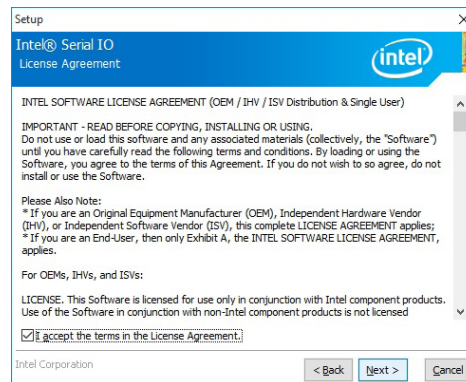 Setup
Intel® Serial IO
License Agreement
intel
INTEL SOFTWARE LICENSE AGREEMENT (OEM / IHV / ISV Distribution & Single User)
IMPORTANT - READ BEFORE COPYING, INSTALLING OR USING.
Do not use or load this software and any associated materials (collectively, the "Software")
until you have carefully read the following terms and conditions. By loading or using the
Software, you agree to the terms of this Agreement. If you do not wish to so agree, do not
install or use the Software.
Please Also Note:
* If you are an Original Equipment Manufacturer (OEM), Independent Hardware Vendor
(IHV), or Independent Software Vendor (ISV), this complete LICENSE AGREEMENT applies;
* If you are an End-User, then only Exhibit A, the INTEL SOFTWARE LICENSE AGREEMENT,
applies.
For OEMs, IHVs, and ISVs:
LICENSE. This Software is licensed for use only in conjunction with Intel component products.
Use of the Software in conjunction with non-Intel component products is not licensed
I accept the terms in the License Agreement.
Intel Corporation
< Back
Next >
Cancel